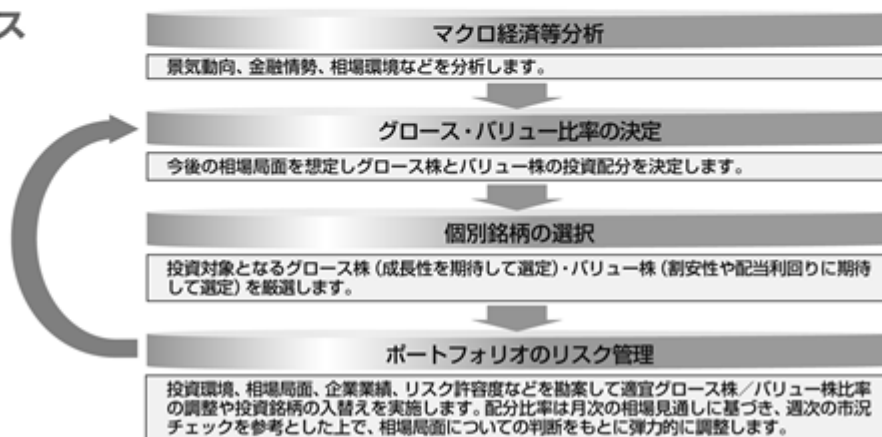 ス
マクロ経済等分析
景気動向、金融情勢、相場環境などを分析します。
グロース・バリュー比率の決定
今後の相場局面を想定しグロース株とバリュー株の投資配分を決定します。
個別銘柄の選択
投資対象となるグロース株（成長性を期待して選定）・バリュー株（割安性や配当利回りに期待
して選定）を厳選します。
ポートフォリオのリスク管理
投資環境、相場局面、企業業績、リスク許容度などを勘案して適宜グロース株／バリュー株比率
の調整や投資銘柄の入替えを実施します。配分比率は月次の相場見通しに基づき、週次の市況
チェックを参考とした上で、相場局面についての判断をもとに弾力的に調整します。